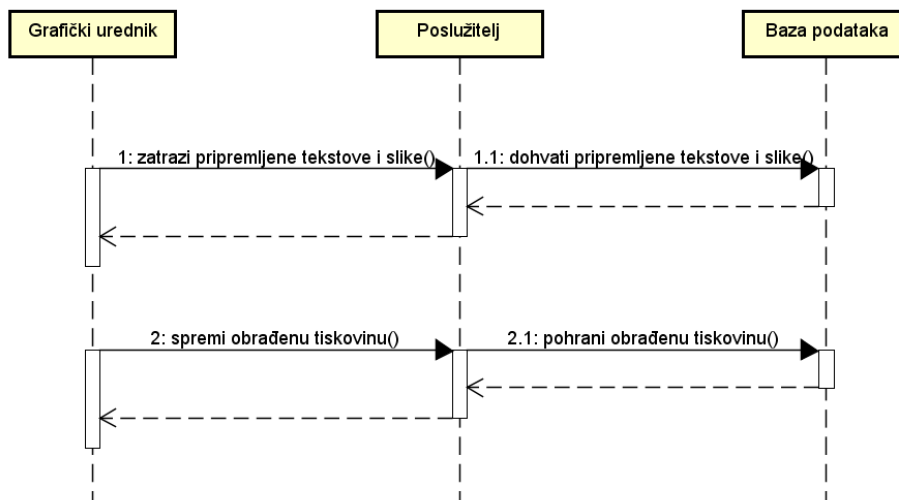 Grafički urednik
Poslužitelj
Baza podataka
1: zatrazi pripremljene tekstove i slike()
1.1: dohvati pripremljene tekstove i slike()
2: spremi obrađenu tiskovinu()
2.1: pohrani obrađenu tiskovinu()